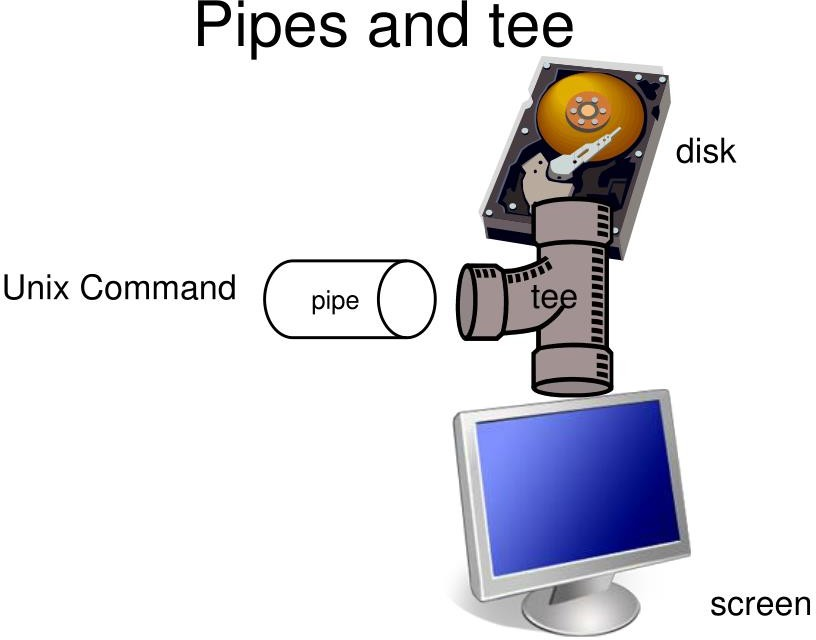 Pipes and tee
disk
Unix Command
pipe
tee
screen